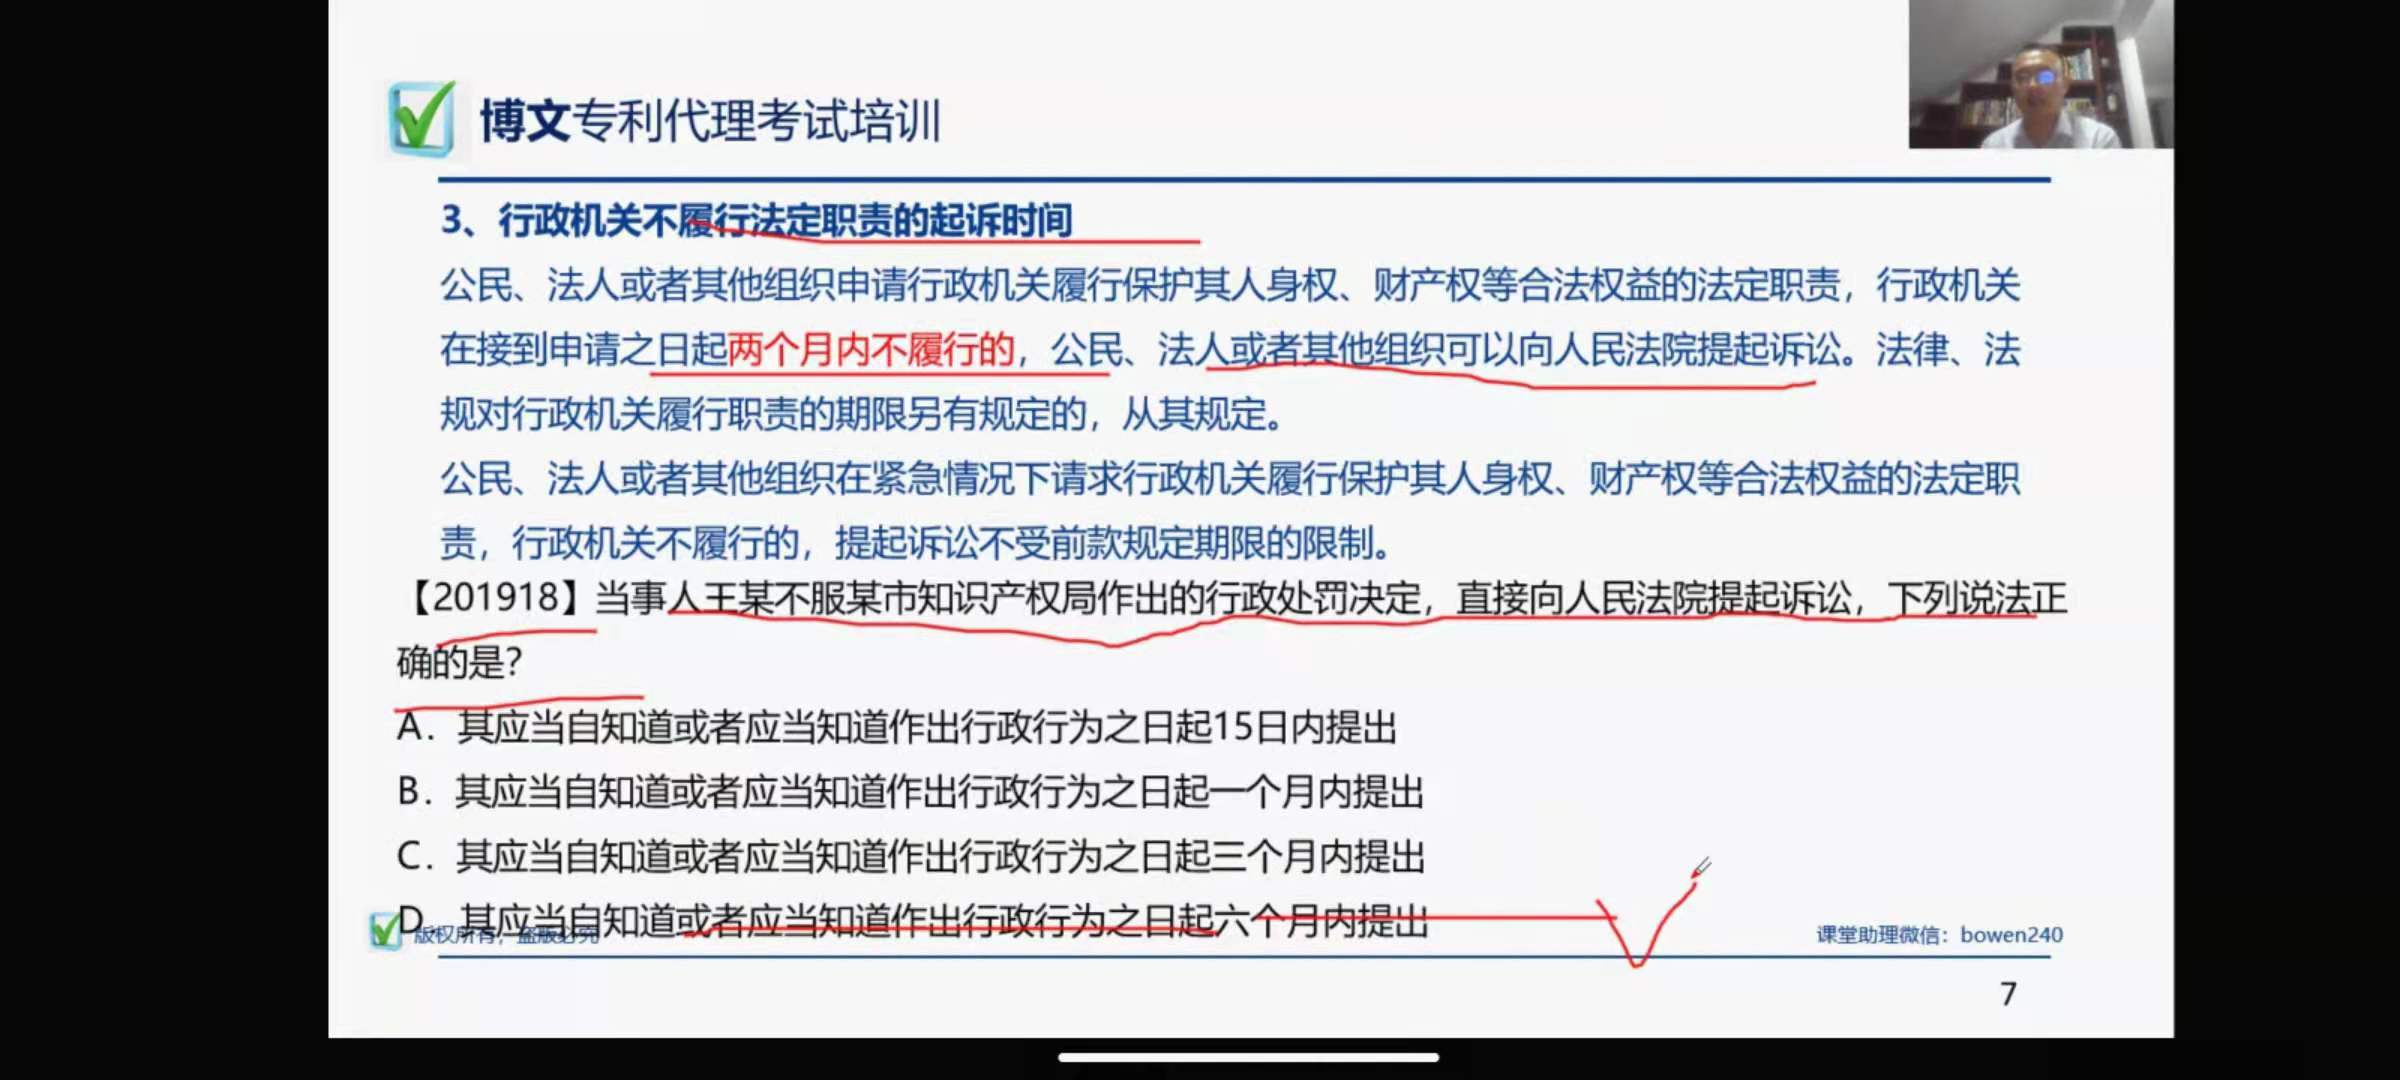 博文专利代理考试培训
3、行政机关不履行法定职责的起诉时间
公民、法人或者其他组织申请行政机关履行保护其人身权、财产权等合法权益的法定职责，行政机关
在接到申请之日起两个月内不履行的，公民、法人或者其他组织可以向人民法院提起诉讼。法律、法
规对行政机关履行职责的期限另有规定的，从其规定。
公民、法人或者其他组织在紧急情况下请求行政机关履行保护其人身权、财产权等合法权益的法定职
责，行政机关不履行的，提起诉讼不受前款规定期限的限制。
【201918】当事人王某不服某市知识产权局作出的行政处罚决定，直接向人民法院提起诉讼，下列说法正
确的是？
A．其应当自知道或者应当知道作出行政行为之日起15日内提出
B．其应当自知道或者应当知道作出行政行为之日起一个月内提出
C．其应当自知道或者应当知道作出行政行为之日起三个月内提出
D．其应当自知道或者应当知道作出行政行为之日起六个月内提出
版权所有，盗版必究
课堂助理微信：bowen240
7